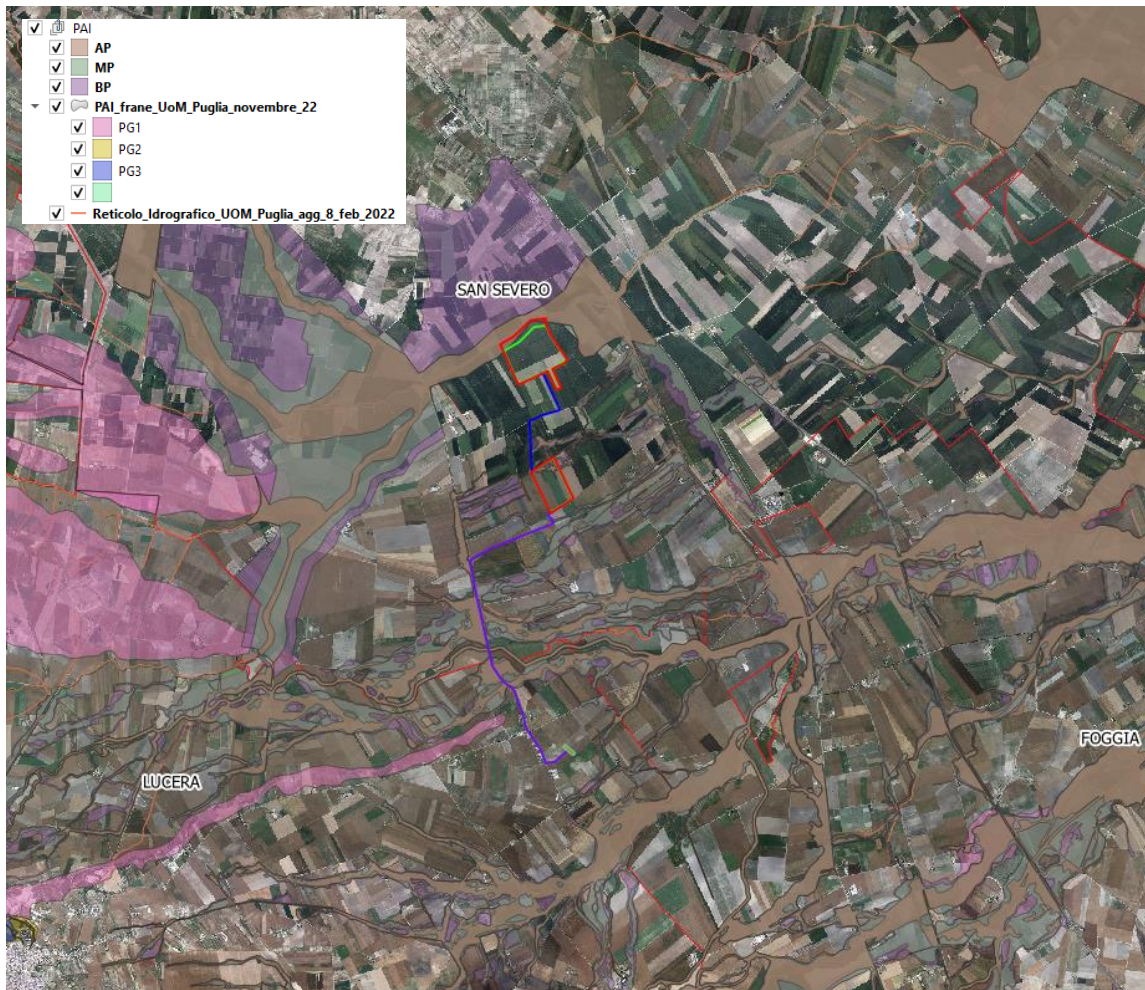 PAI
AP
MP
BP
PAI_frane_UoM_Puglia_novembre_22
PG1
PG2
PG3
Reticolo_Idrografico_UOM_Puglia_agg_8_feb_2022
SAN SEVERO
FOGGIA
LUCERA